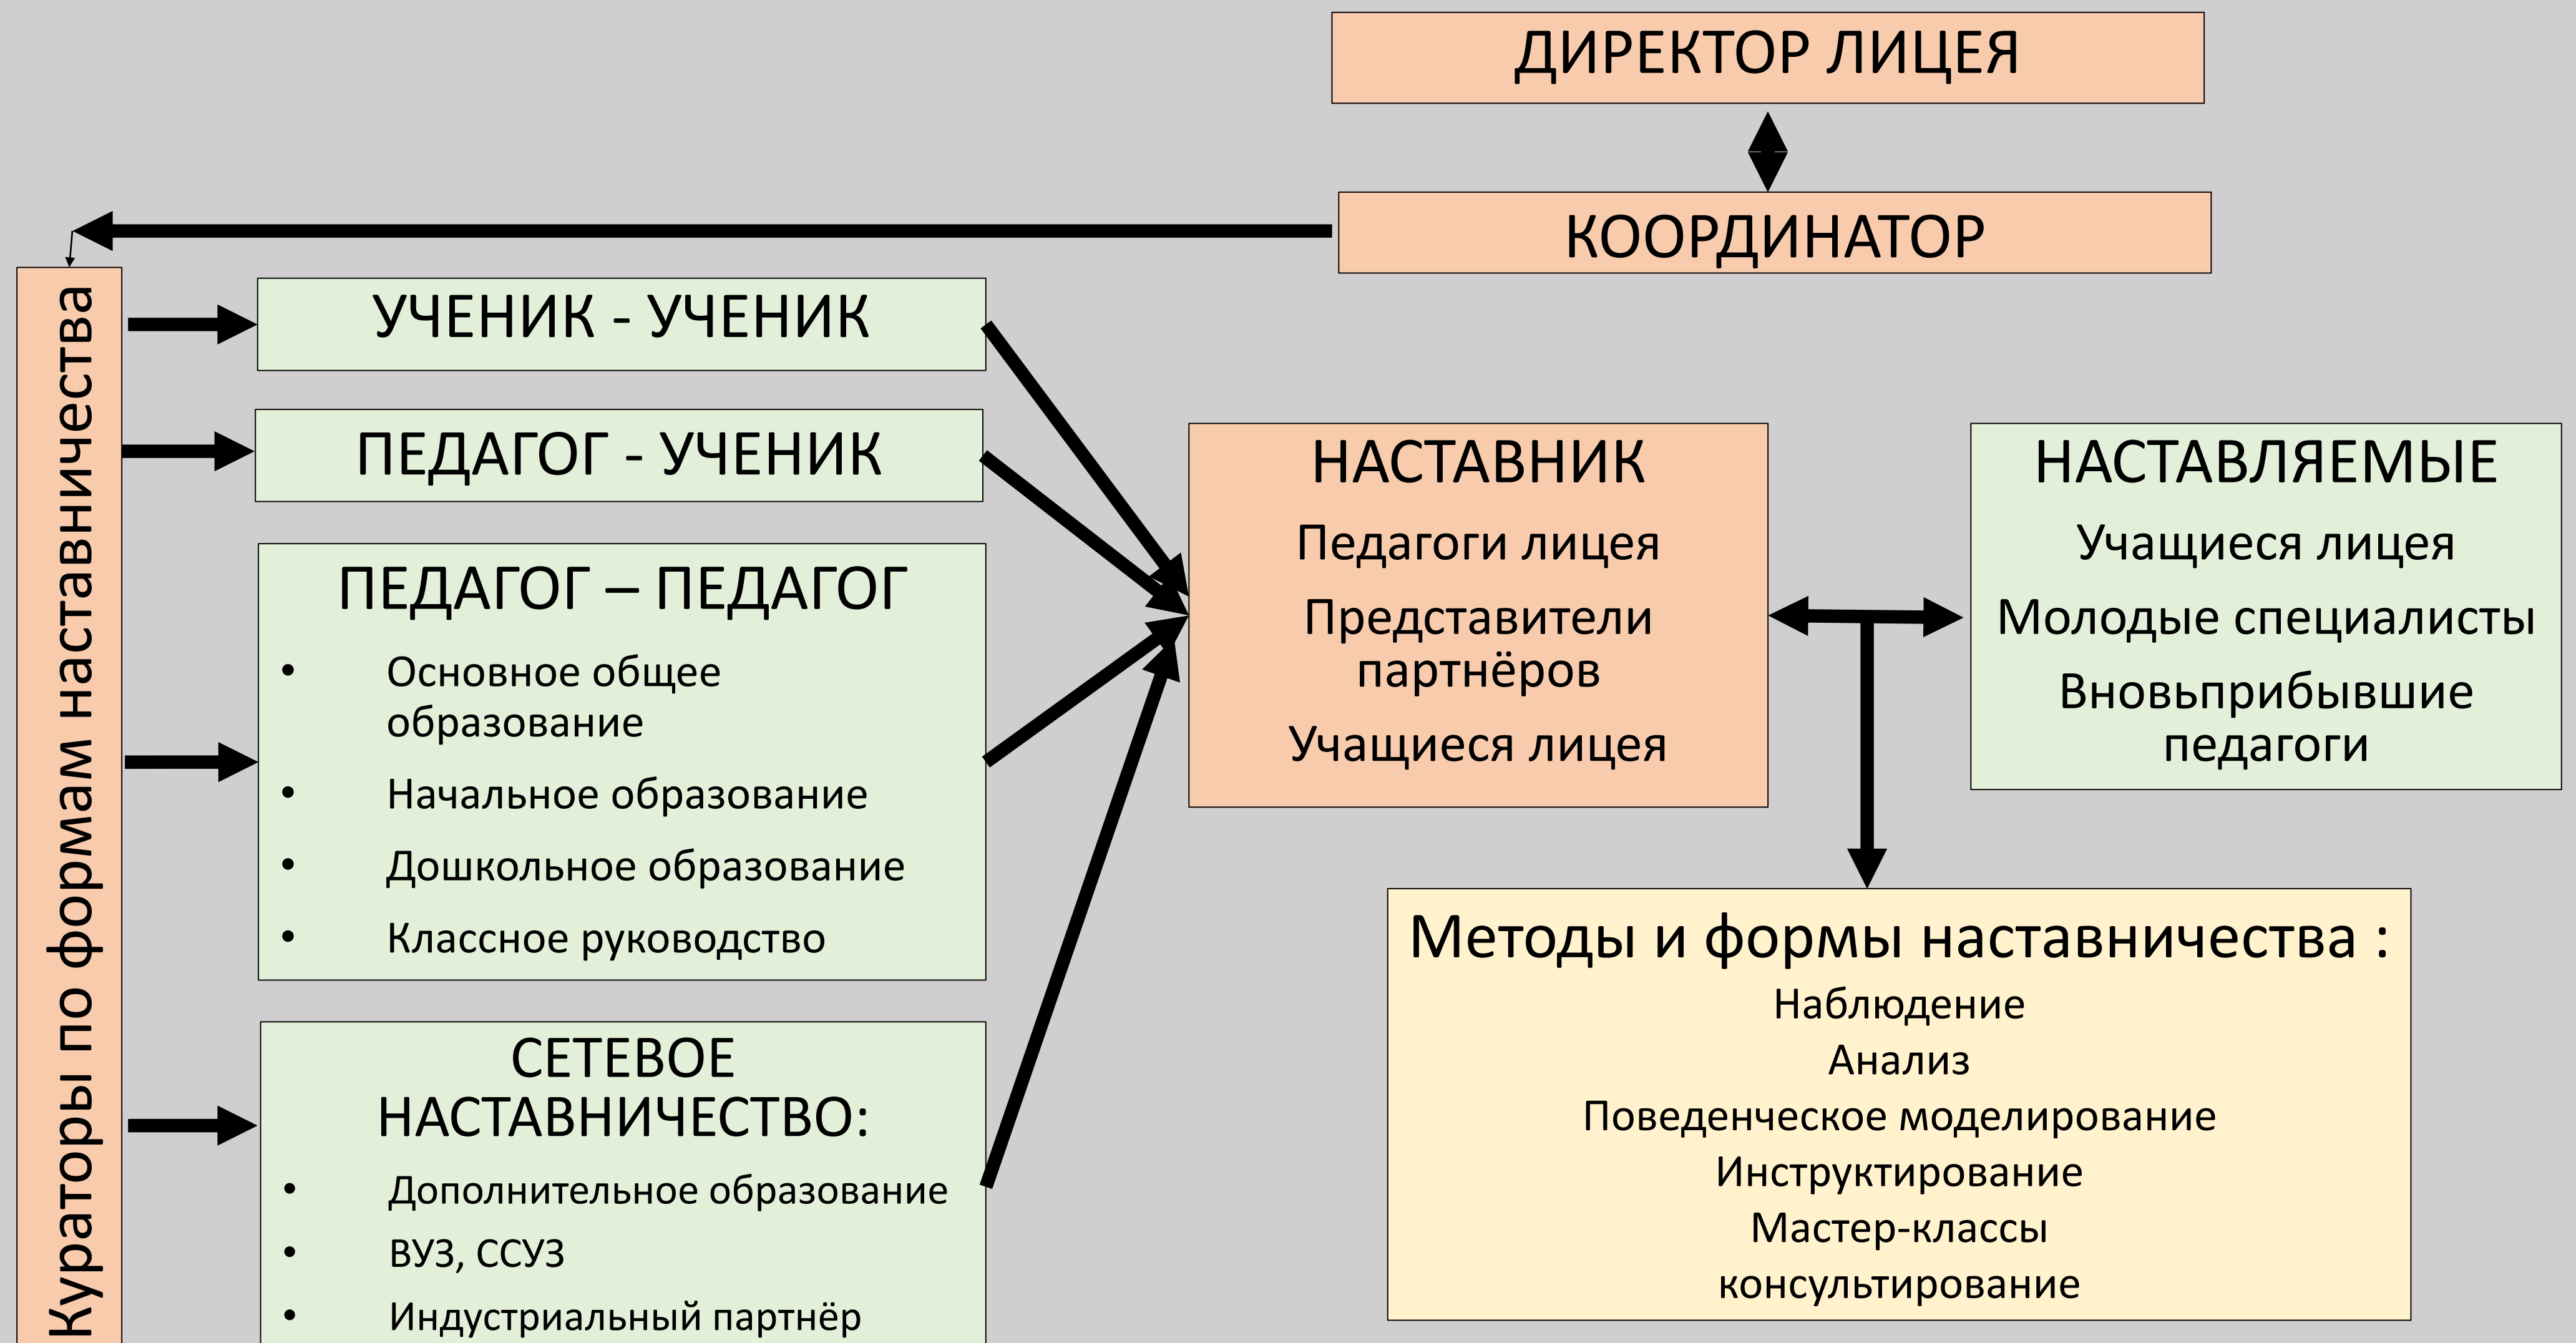 ДИРЕКТОР ЛИЦЕЯ
КООРДИНАТОР
Кураторы по формам наставничества
УЧЕНИК - УЧЕНИК
ПЕДАГОГ - УЧЕНИК
ПЕДАГОГ – ПЕДАГОГ
• Основное общее
образование
• Начальное образование
• Дошкольное образование
• Классное руководство
СЕТЕВОЕ
НАСТАВНИЧЕСТВО:
• Дополнительное образование
• ВУЗ, ССУЗ
• Индустриальный партнёр
НАСТАВНИК
Педагоги лицея
Представители
партнёров
Учащиеся лицея
НАСТАВЛЯЕМЫЕ
Учащиеся лицея
Молодые специалисты
Вновьприбывшие
педагоги
Методы и формы наставничества :
Наблюдение
Анализ
Поведенческое моделирование
Инструктирование
Мастер-классы
консультирование